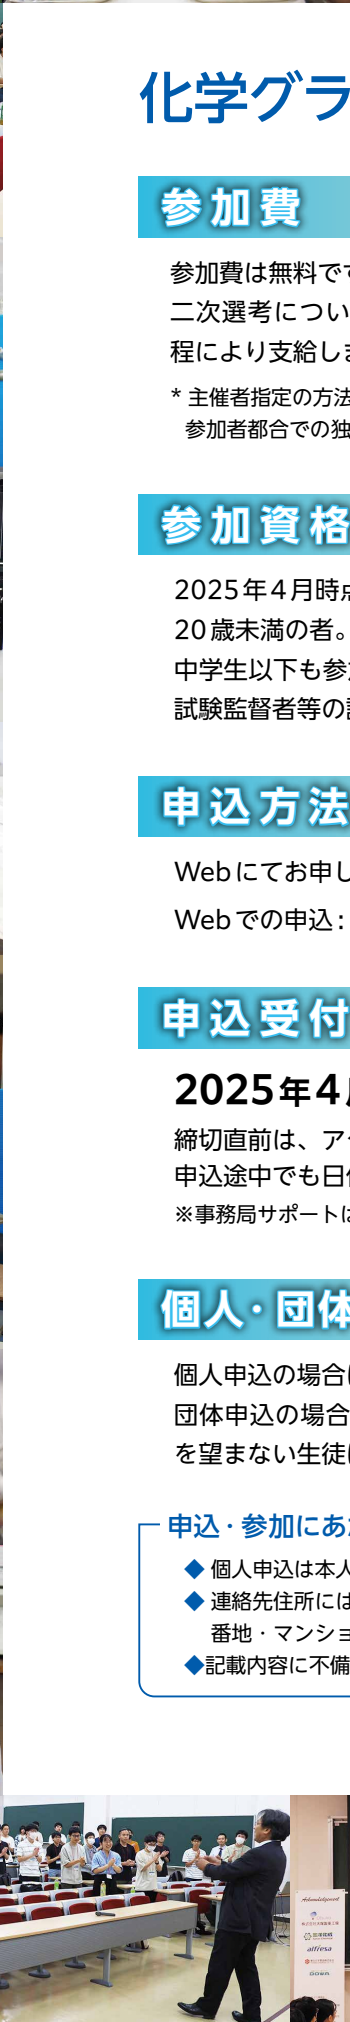 化学グラ
参加費
参加費は無料で
二次選考につい
程により支給し
* 主催者指定の方法
参加者都合での独
参加資格
2025年4月時点
20歳未満の者。
中学生以下も参
試験監督者等の
申込方法
Webにてお申し
Webでの申込:
申込受付
2025年4月
締切直前は、ア
申込途中でも日
※事務局サポートは
個人・団体
個人申込の場合
団体申込の場合
を望まない生徒
申込・参加にあ
◆ 個人申込は本人
◆ 連絡先住所には
番地・マンショ
◆記載内容に不備
Acknowledgement
alfresa